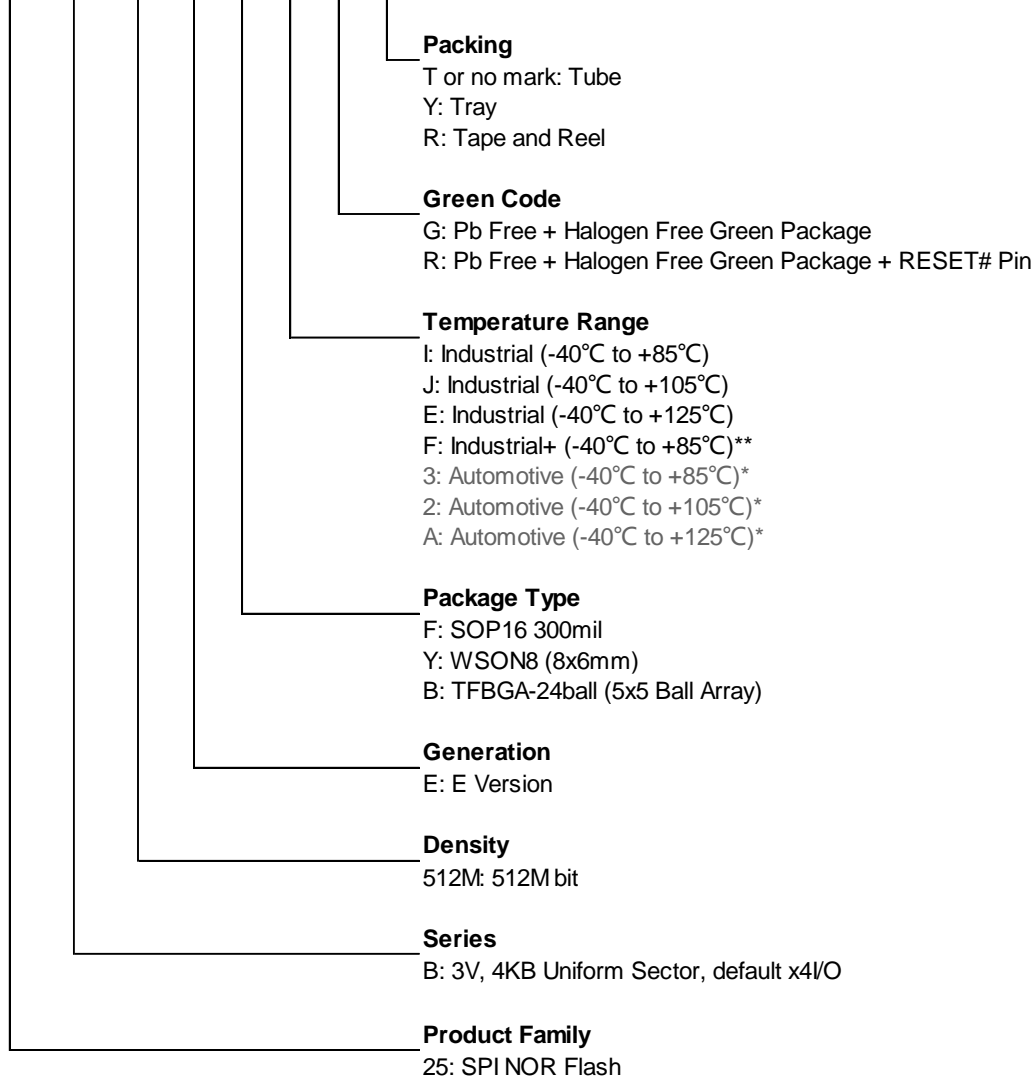 Packing
T or no mark: Tube
Y: Tray
R: Tape and Reel
Green Code
G: Pb Free + Halogen Free Green Package
R: Pb Free + Halogen Free Green Package + RESET# Pin
Temperature Range
I: Industrial (-40℃ to +85℃)
J: Industrial (-40℃ to +105℃)
E: Industrial (-40℃ to +125℃)
F: Industrial+ (-40℃ to +85℃)**
3: Automotive (-40℃ to +85℃)*
2: Automotive (-40℃ to +105℃)*
A: Automotive (-40℃ to +125℃)*
Package Type
F: SOP16 300mil
Y: WSON8 (8x6mm)
B: TFBGA-24ball (5x5 Ball Array)
Generation
E: E Version
Density
512M: 512M bit
Series
B: 3V, 4KB Uniform Sector, default x4I/O
Product Family
25: SPI NOR Flash